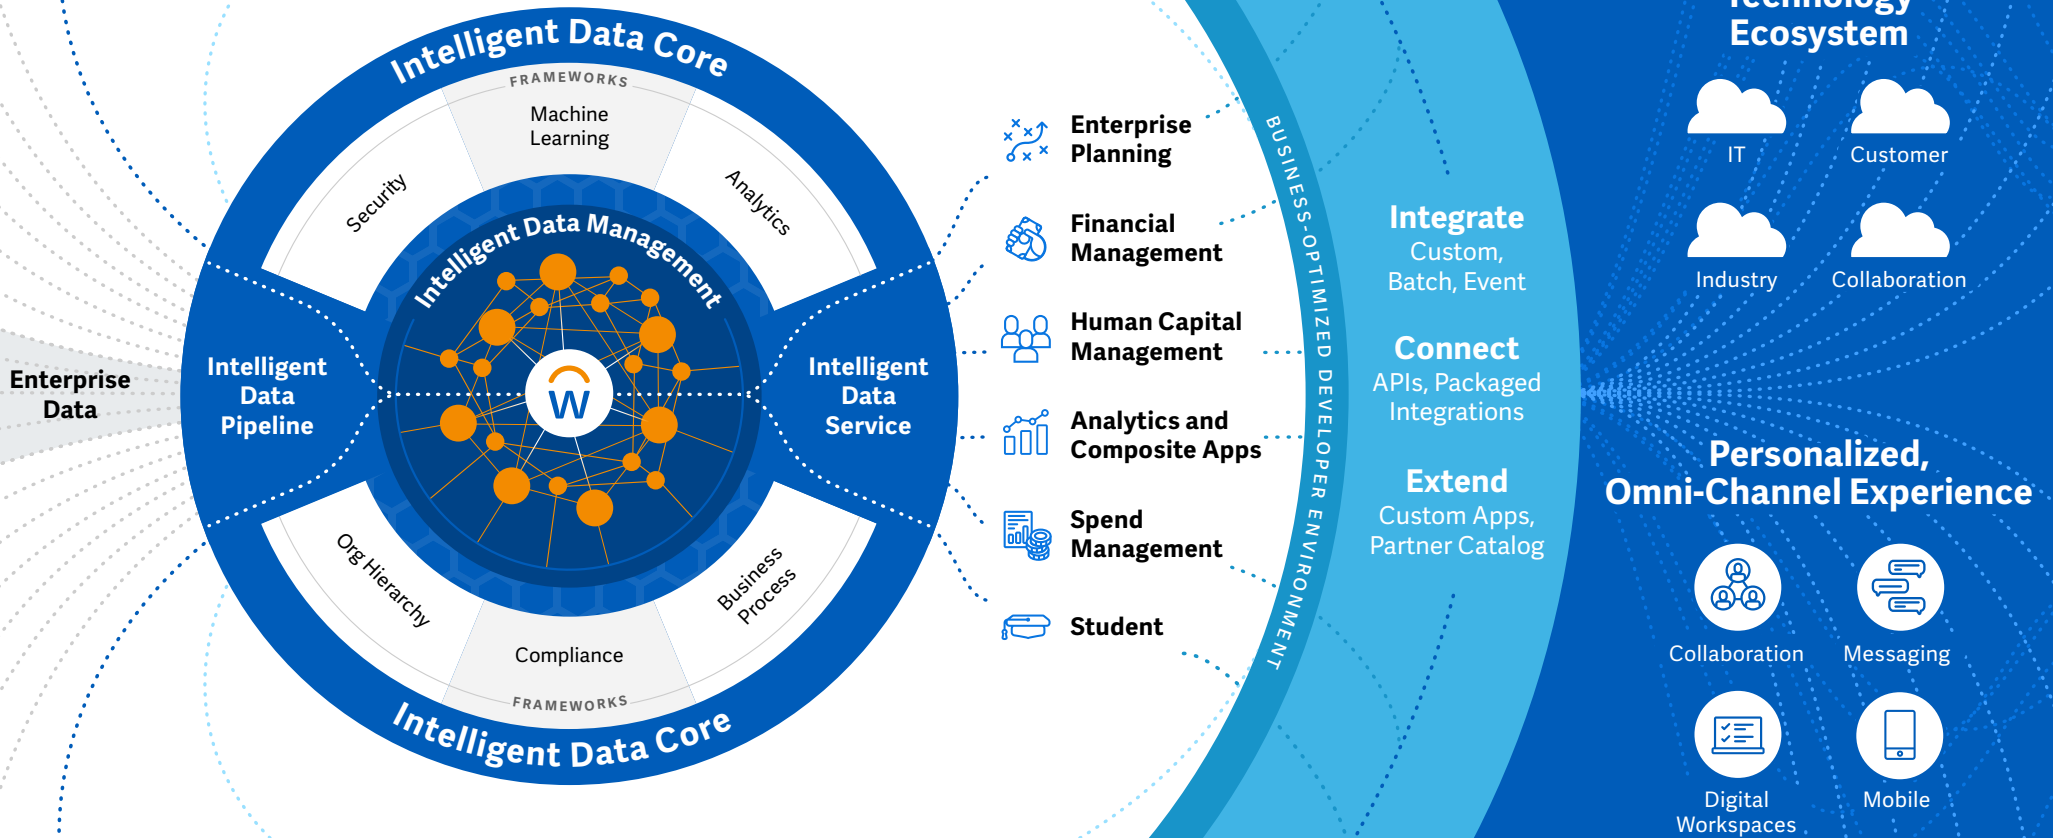 Intelligent Data Core
FRAMEWORKS
Machine
Learning
Security
Analytics
Intelligent Data Management
Enterprise
Data
Intelligent
Data
Pipeline
W
Intelligent
Data
Service
Org Hierarchy
Compliance
Business
Process
FRAMEWORKS
Intelligent Data Core
Enterprise
Planning
Financial
Management
Human Capital
Management
Analytics and
Composite Apps
Spend
Management
Student
BUSINESS-OPTIMIZED DEVELOPER ENVIRONMENT
Integrate
Custom,
Batch, Event
Connect
APIs, Packaged
Integrations
Extend
Custom Apps,
Partner Catalog
Technology
Ecosystem
IT
Customer
Industry
Collaboration
Personalized,
Omni-Channel Experience
Collaboration
Messaging
Digital
Workspaces
Mobile